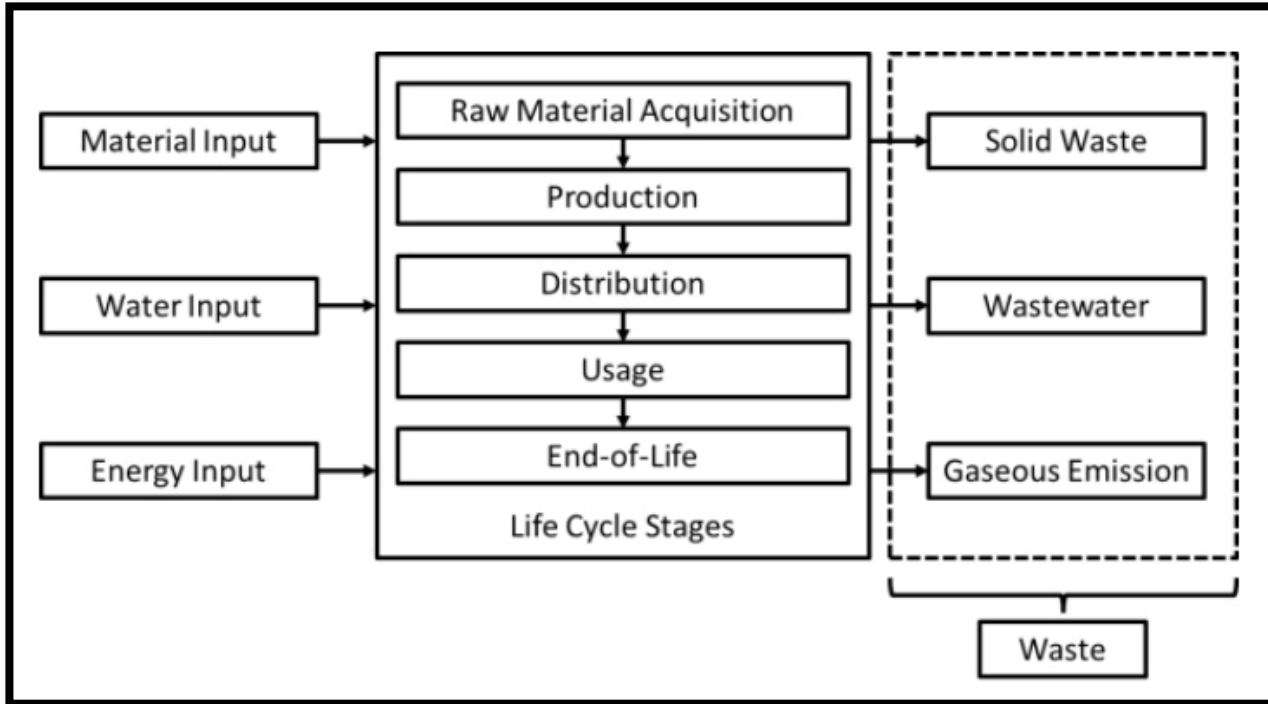 Material Input
Water Input
Energy Input
Raw Material Acquisition
Production
Distribution
Usage
End-of-Life
Life Cycle Stages
Solid Waste
Wastewater
Gaseous Emission
Waste